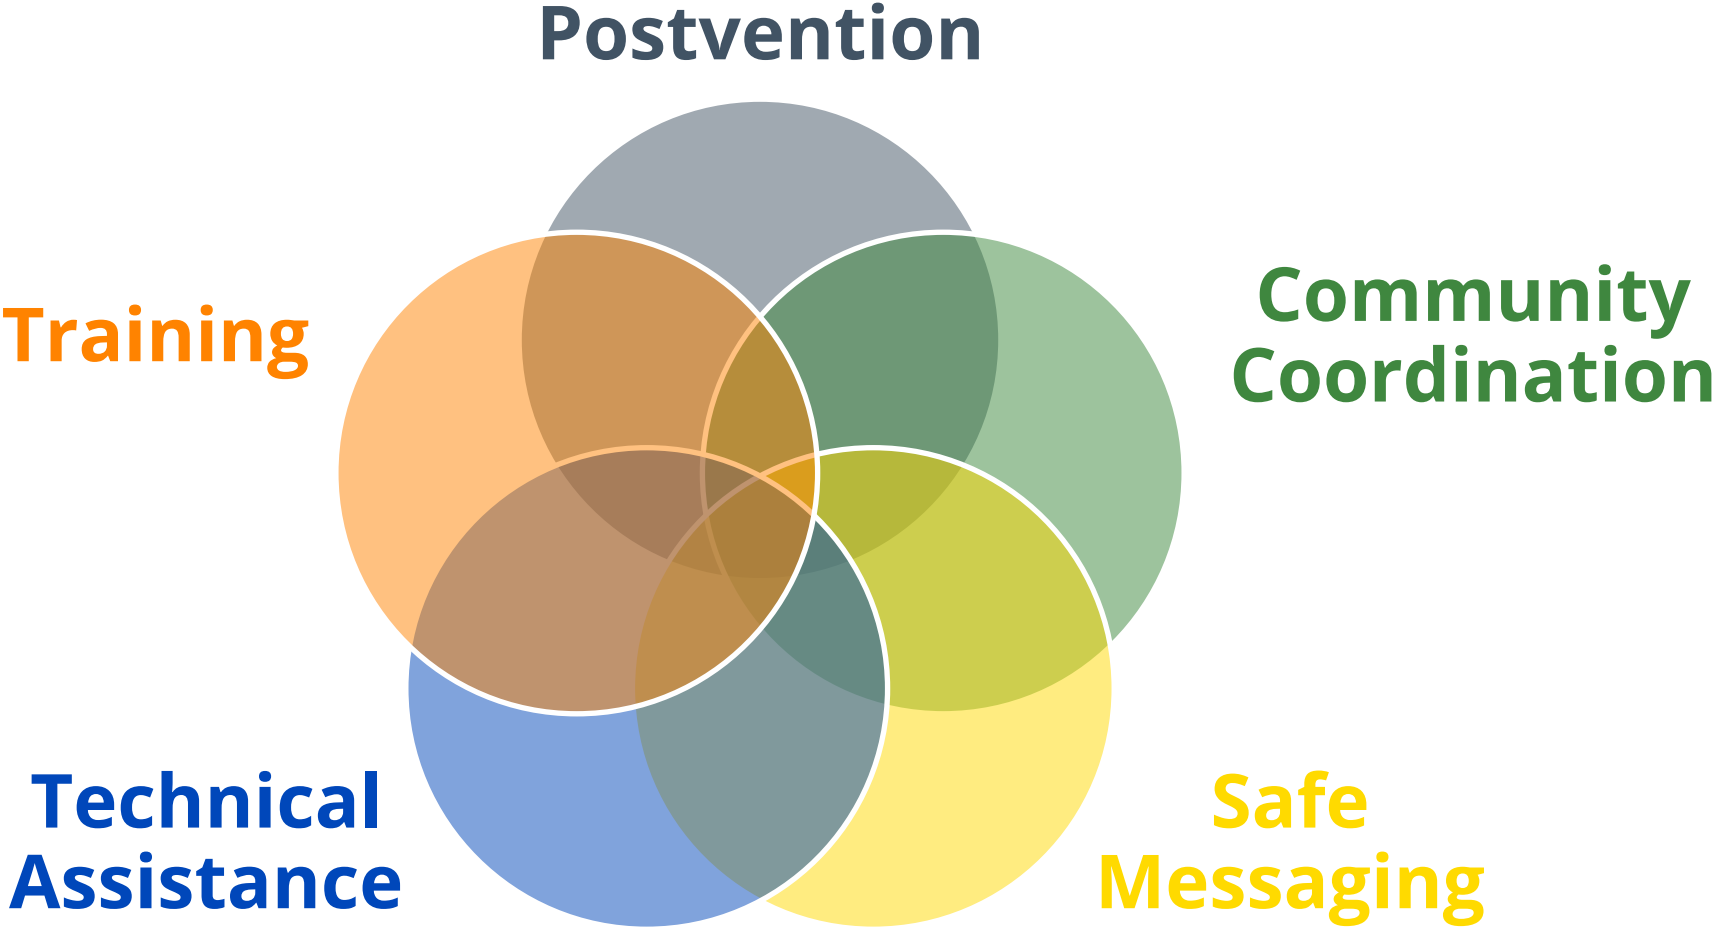 Postvention
Community
Coordination
Training
Technical
Assistance
Safe
Messaging